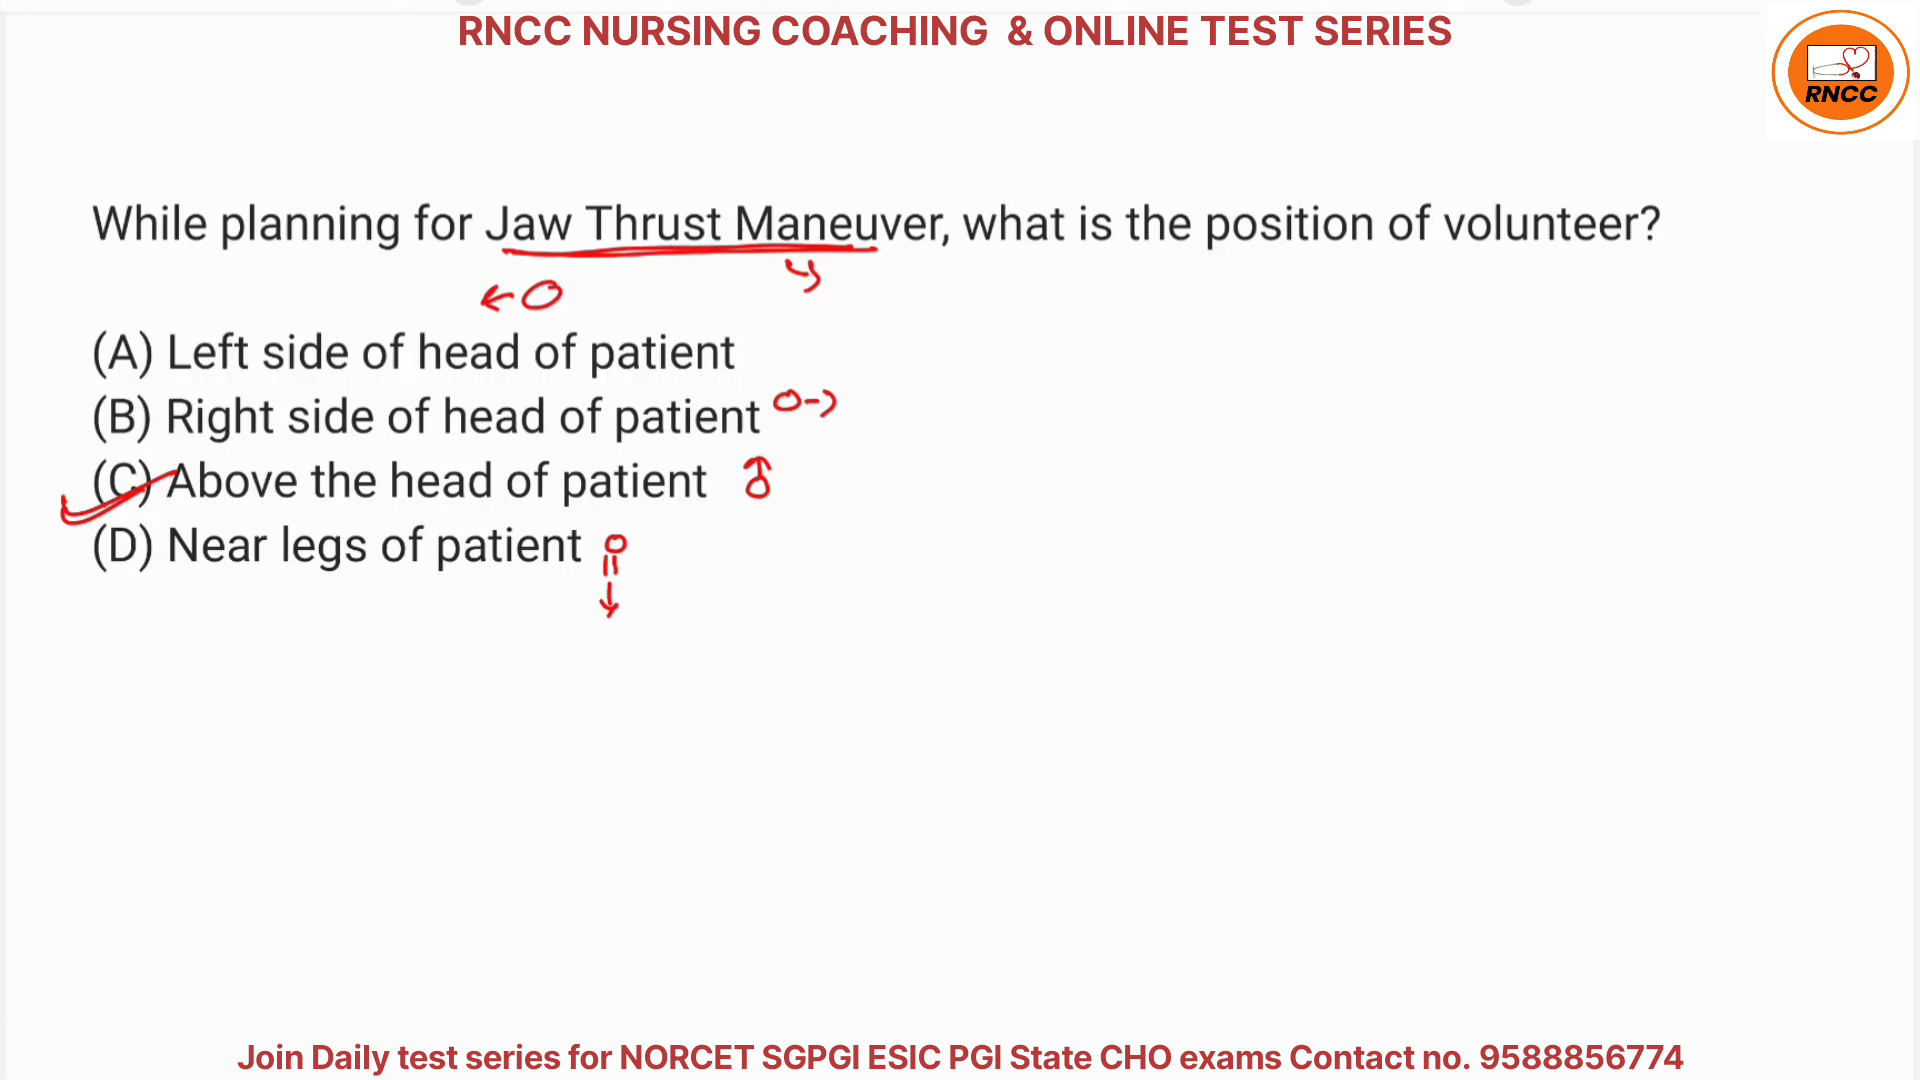 RNCC NURSING COACHING & ONLINE TEST SERIES
RNCC
While planning for Jaw Thrust Maneuver, what is the position of volunteer?
(A) Left side of head of patient
(B) Right side of head of patient
(C) Above the head of patient
(D) Near legs of patient
Join Daily test series for NORCET SGPGI ESIC PGI State CHO exams Contact no. 9588856774